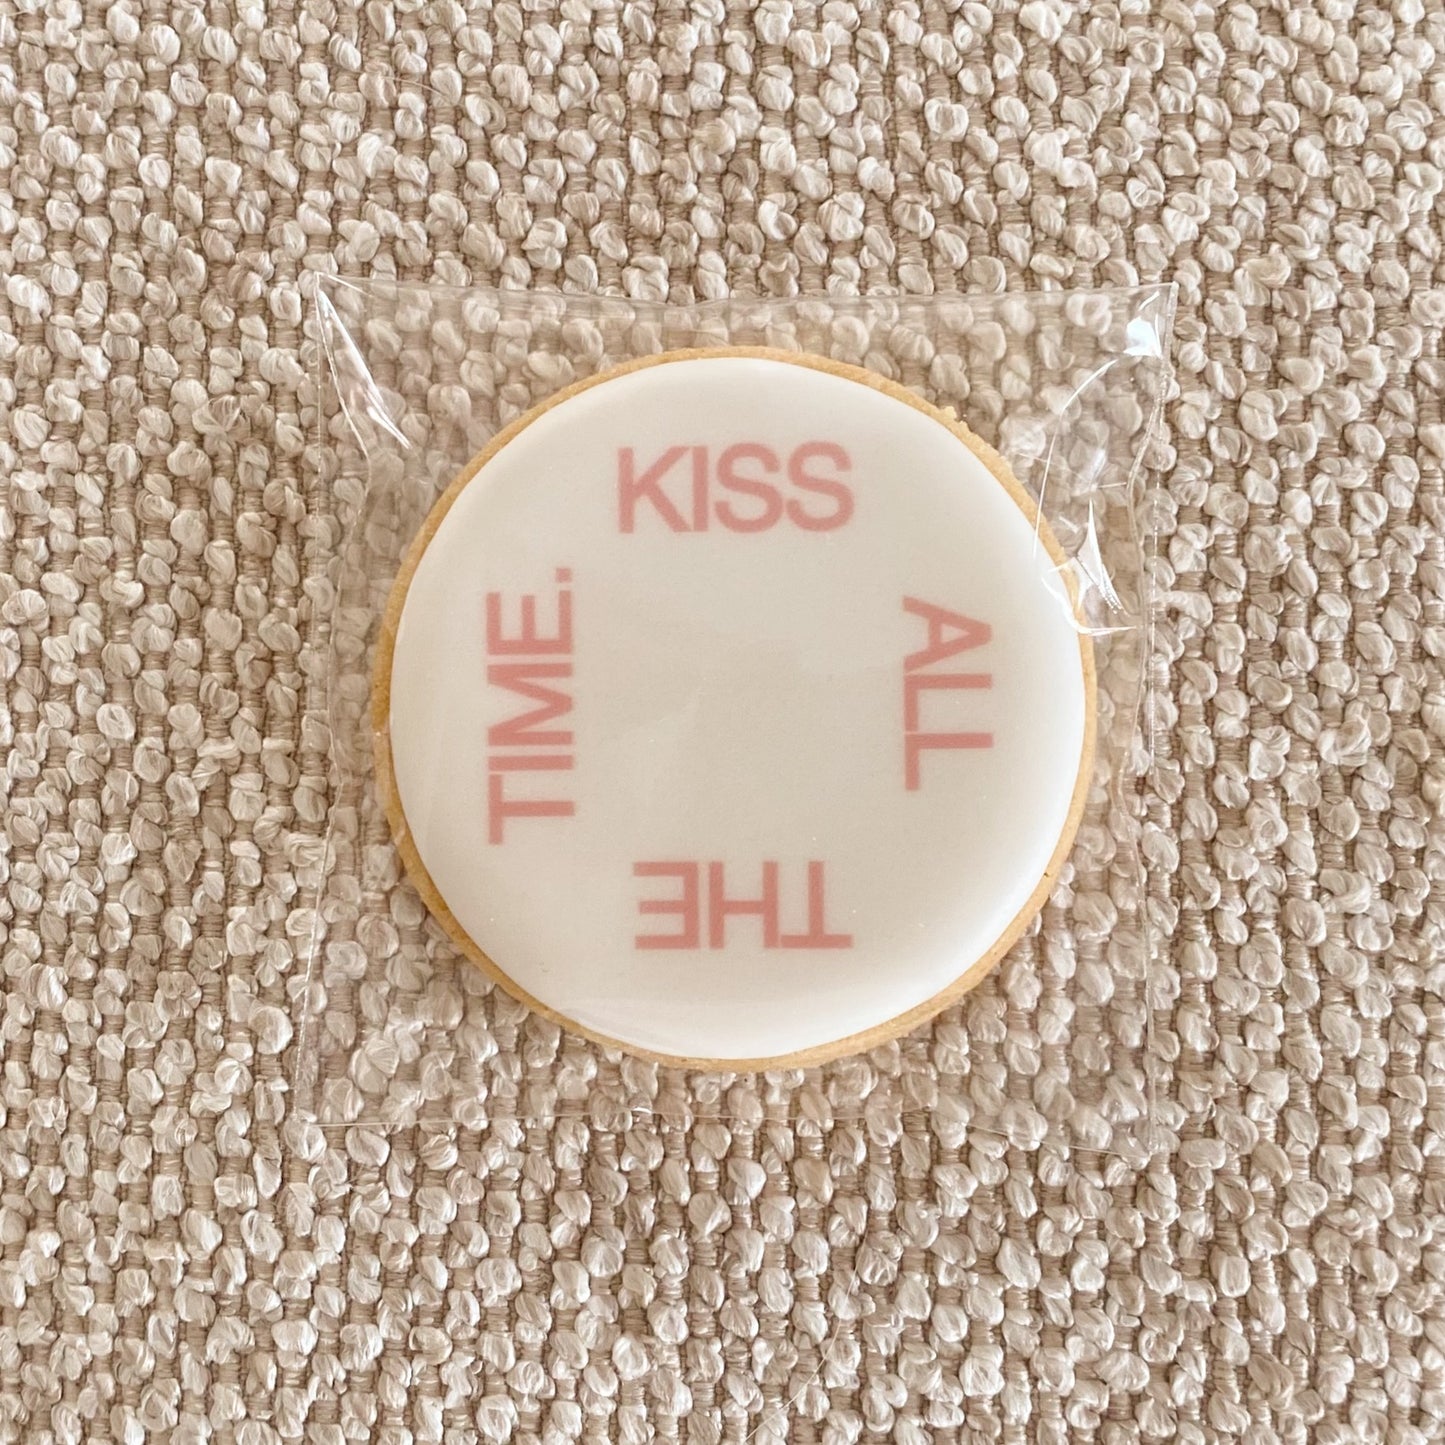 KISS
ALL
THE
TIME.